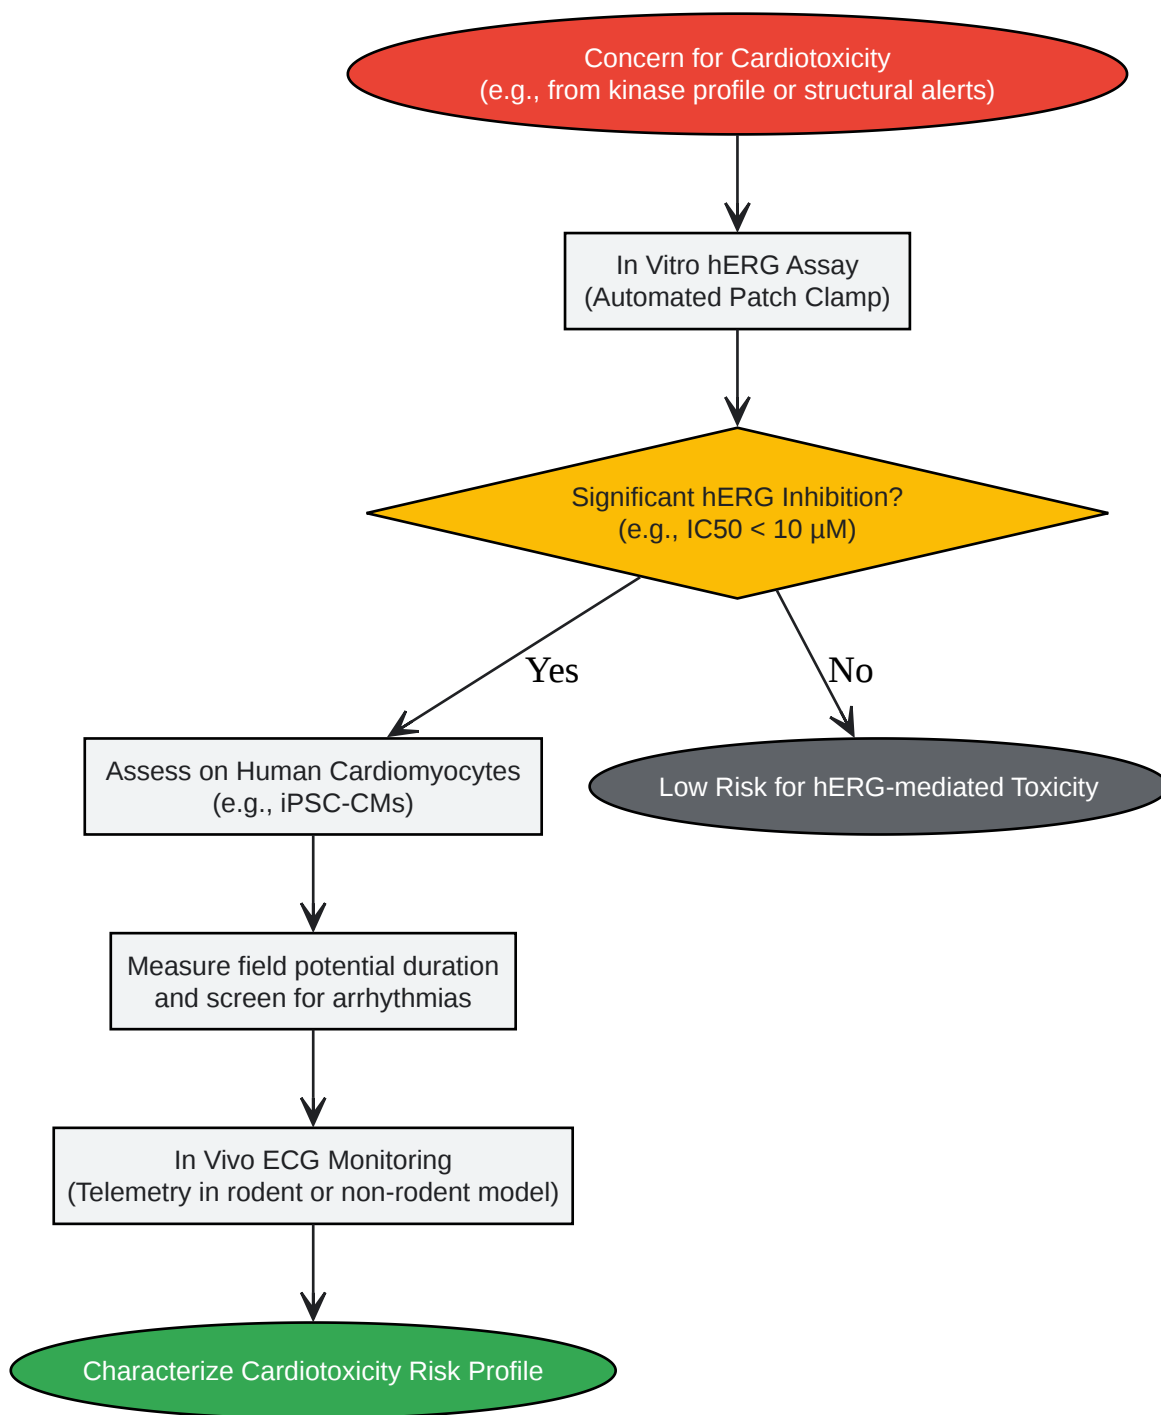 Concern for Cardiotoxicity
(e.g., from kinase profile or structural alerts)
In Vitro hERG Assay
(Automated Patch Clamp)
Significant hERG Inhibition?
(e.g., IC50 < 10 µM)
Yes
No
Assess on Human Cardiomyocytes
(e.g., iPSC-CMs)
Low Risk for hERG-mediated Toxicity
Measure field potential duration
and screen for arrhythmias
In Vivo ECG Monitoring
(Telemetry in rodent or non-rodent model)
Characterize Cardiotoxicity Risk Profile